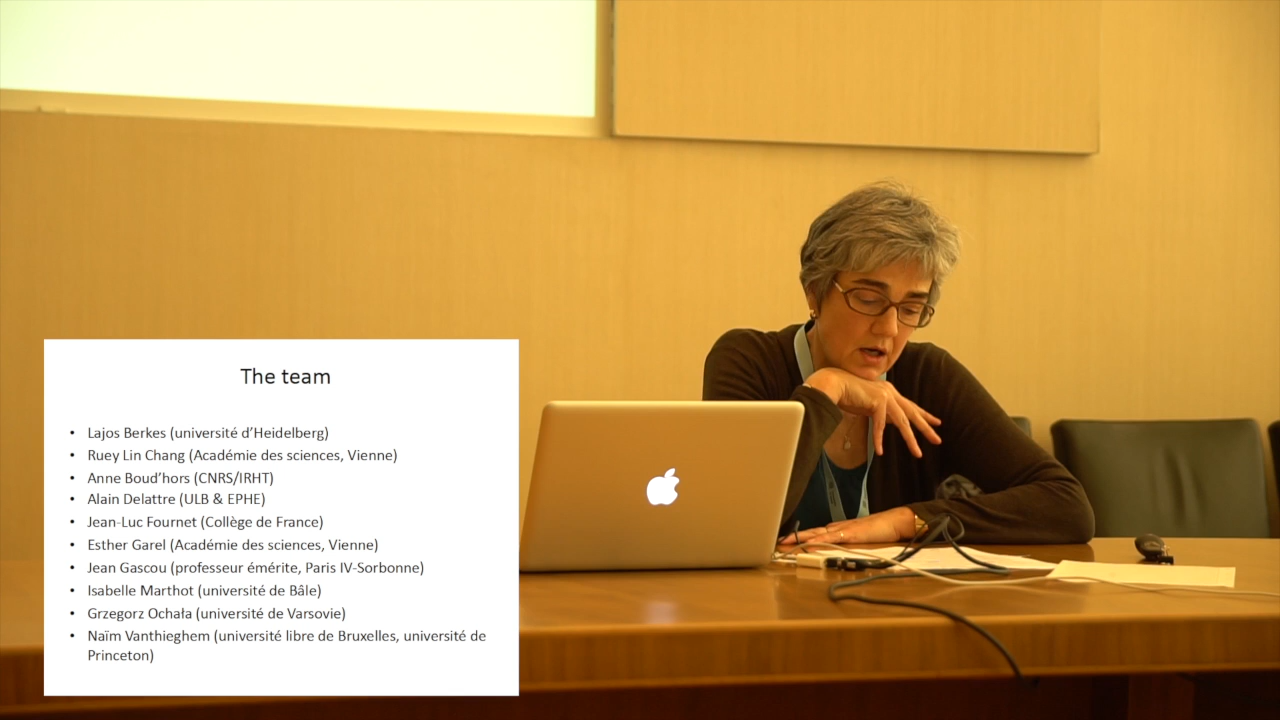 The team
• Lajos Berkes (université d’Heidelberg)
• Ruey Lin Chang (Académie des sciences, Vienne)
• Anne Boud’hors (CNRS/IRHT)
• Alain Delattre (ULB & EPHE)
• Jean-Luc Fournet (Collège de France)
• Esther Garel (Académie des sciences, Vienne)
• Jean Gascou (professeur émérite, Paris IV-Sorbonne)
• Isabelle Marthot (université de Bâle)
• Grzegorz Ochała (université de Varsovie)
• Naïm Vanthieghem (université libre de Bruxelles, université de
Princeton)